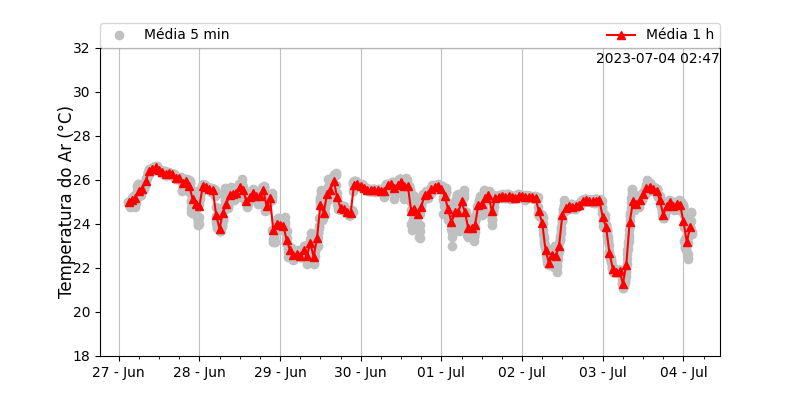 Média 5 min
Média 1 h
2023-07-04 02:47
Temperatura do Ar (°C)
32
30
28
26
24
22
20
18
27 - Jun
28 - Jun
29 - Jun
30 - Jun
01 - Jul
02 - Jul
03 - Jul
04 - Jul